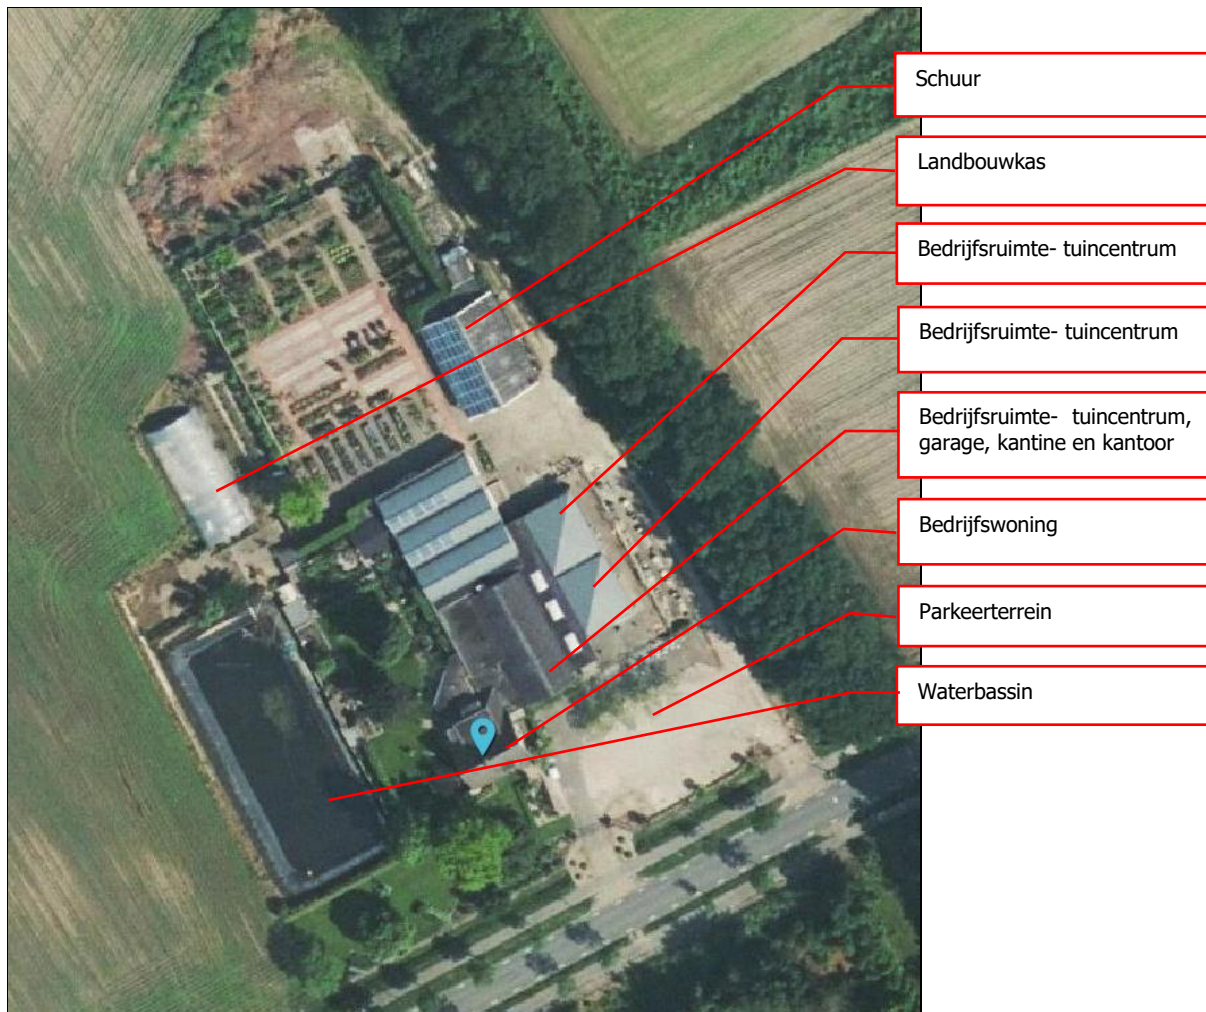 Schuur
Landbouwkas
Bedrijfsruimte- tuincentrum
Bedrijfsruimte- tuincentrum
Bedrijfsruimte- tuincentrum,
garage, kantine en kantoor
Bedrijfswoning
Parkeerterrein
Waterbassin